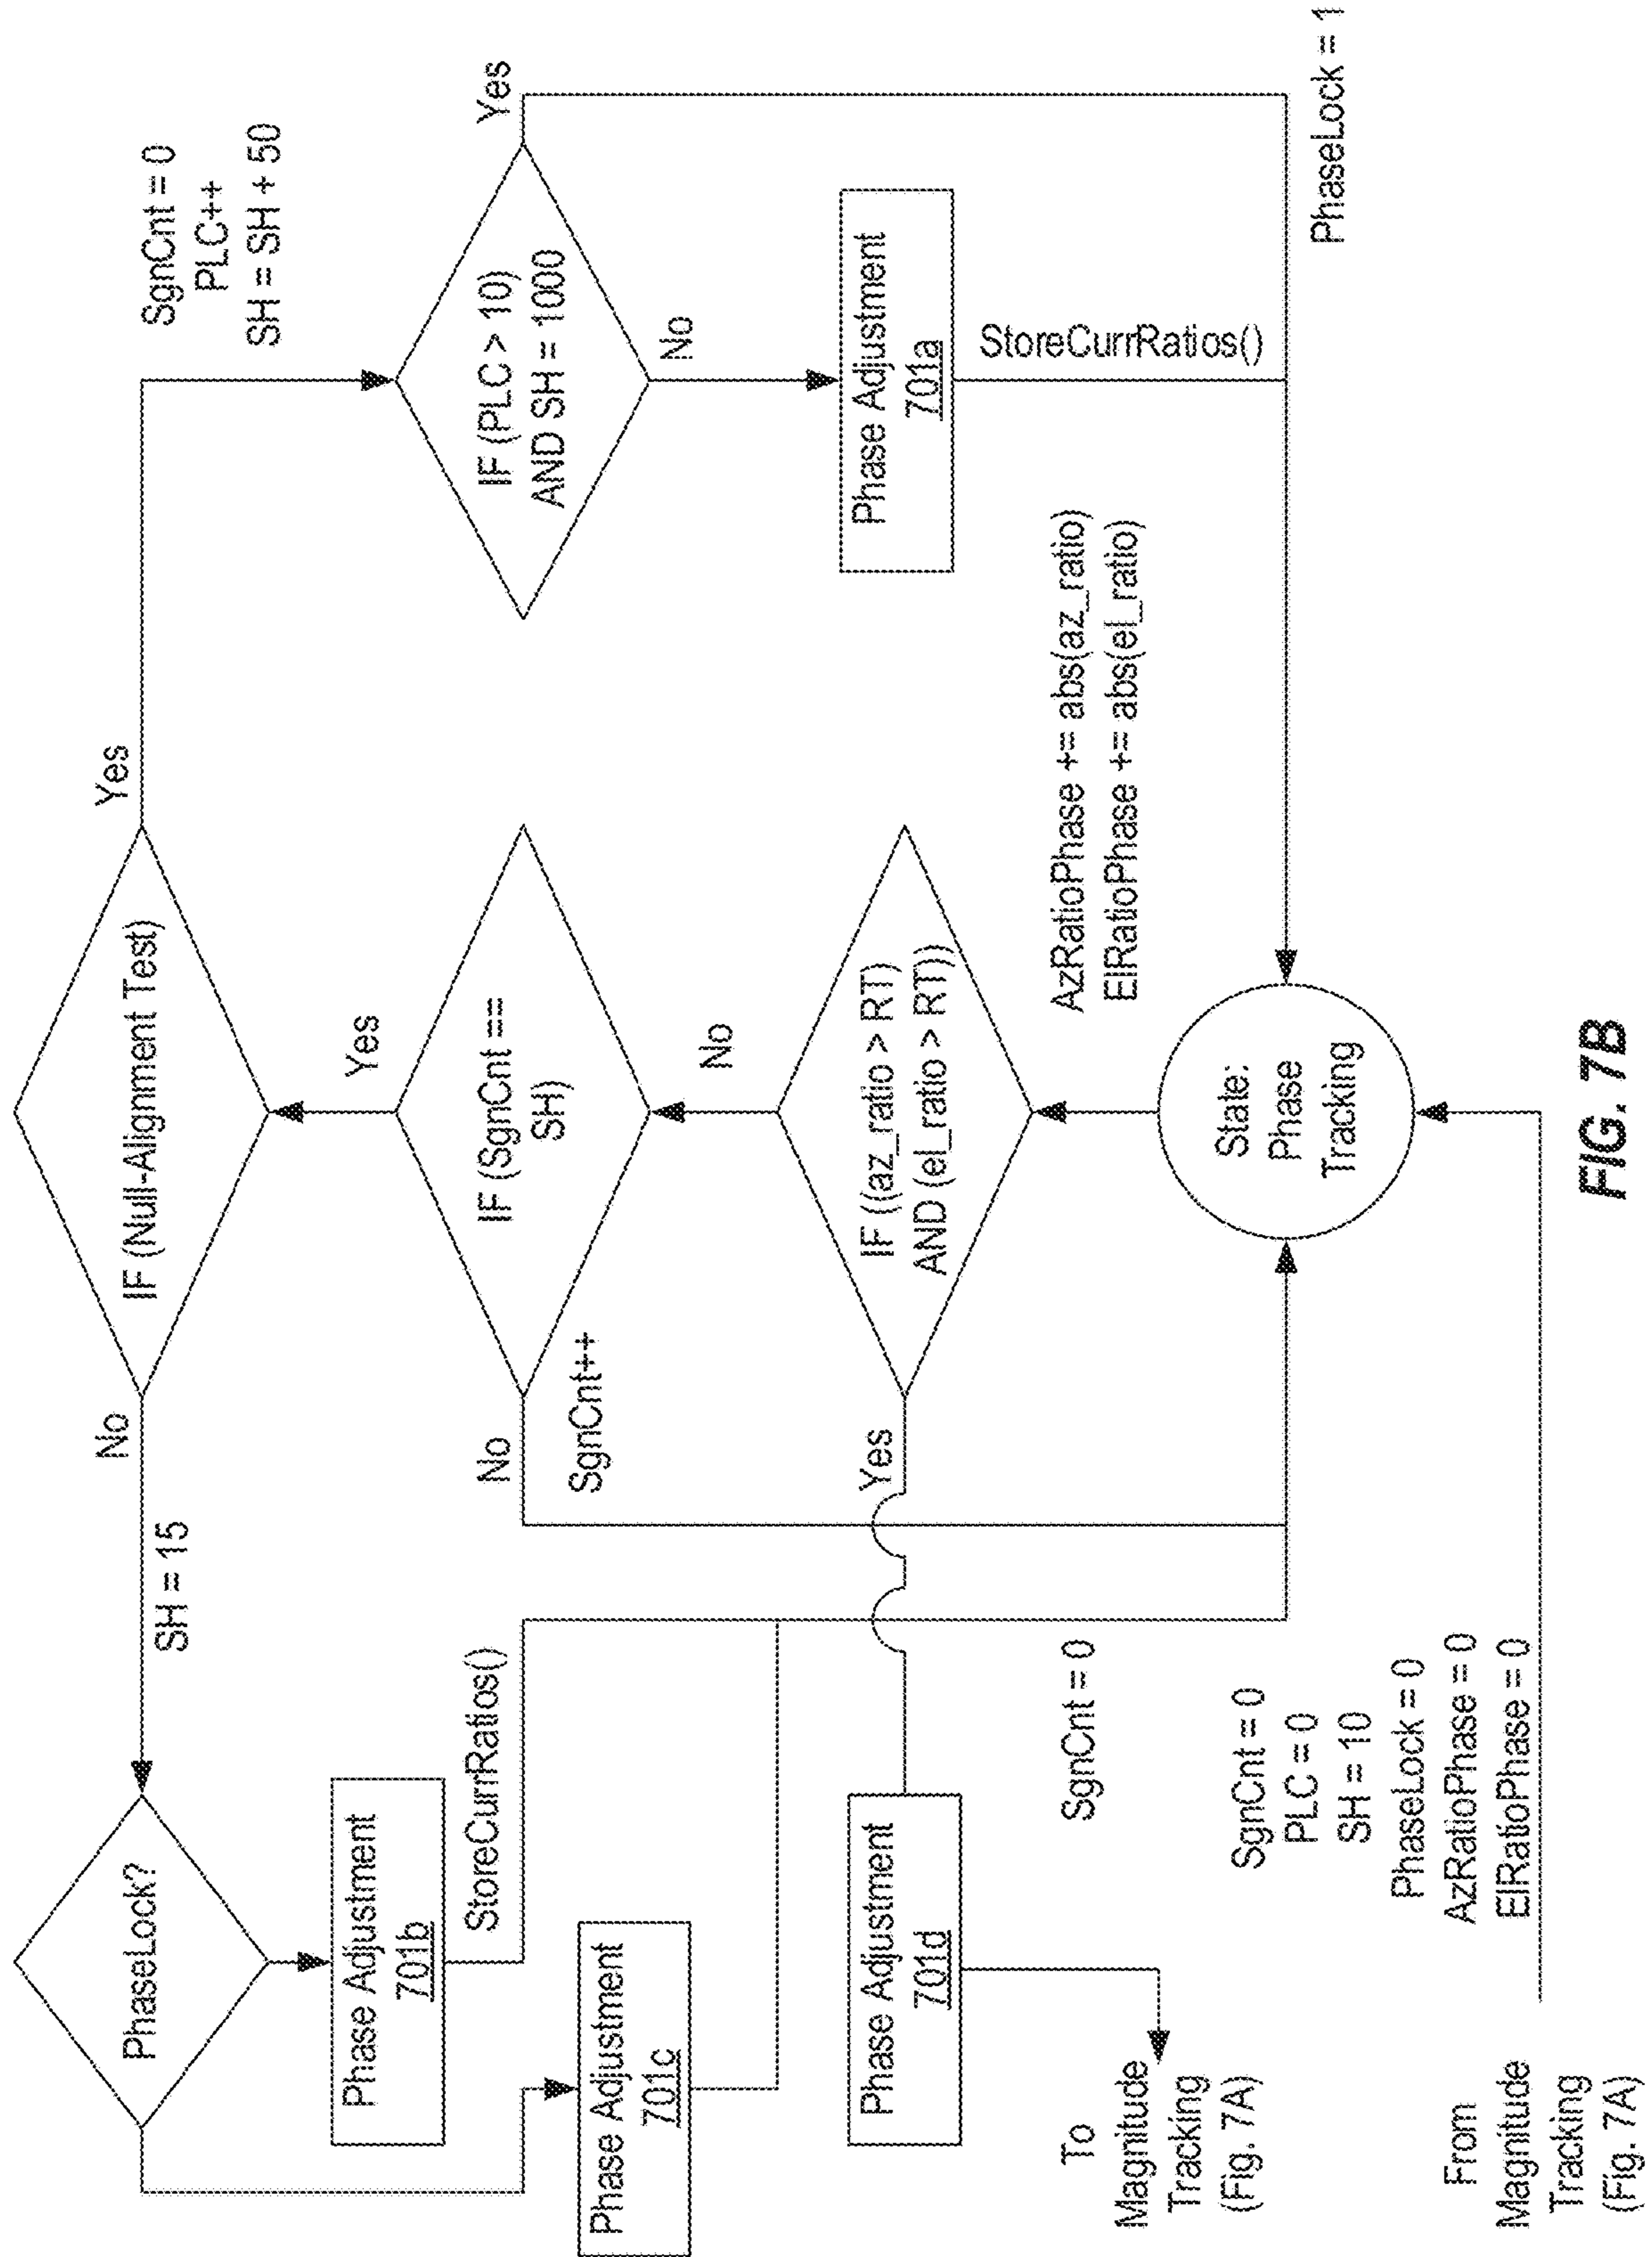 PhaseLock?
No
SH = 15
IF (Null-Alignment Test)
Yes
SgnCnt = 0
PLC++
SH = SH + 50
Phase Adjustment
701b
StoreCurrRatios()
Phase Adjustment
701c
No
SgnCnt++
IF (SgnCnt ==
SH)
Yes
IF (PLC > 10)
AND SH = 1000
Yes
No
Phase Adjustment
701d
Yes
IF ((az_ratio > RT)
AND (el_ratio > RT))
No
Phase Adjustment
701a
StoreCurrRatios()
To
Magnitude
Tracking
(Fig. 7A)
SgnCnt = 0
AzRatioPhase += abs(az_ratio)
ElRatioPhase += abs(el_ratio)
State:
Phase
Tracking
PhaseLock = 1
SgnCnt = 0
PLC = 0
SH = 10
PhaseLock = 0
AzRatioPhase = 0
ElRatioPhase = 0
From
Magnitude
Tracking
(Fig. 7A)
FIG. 7B